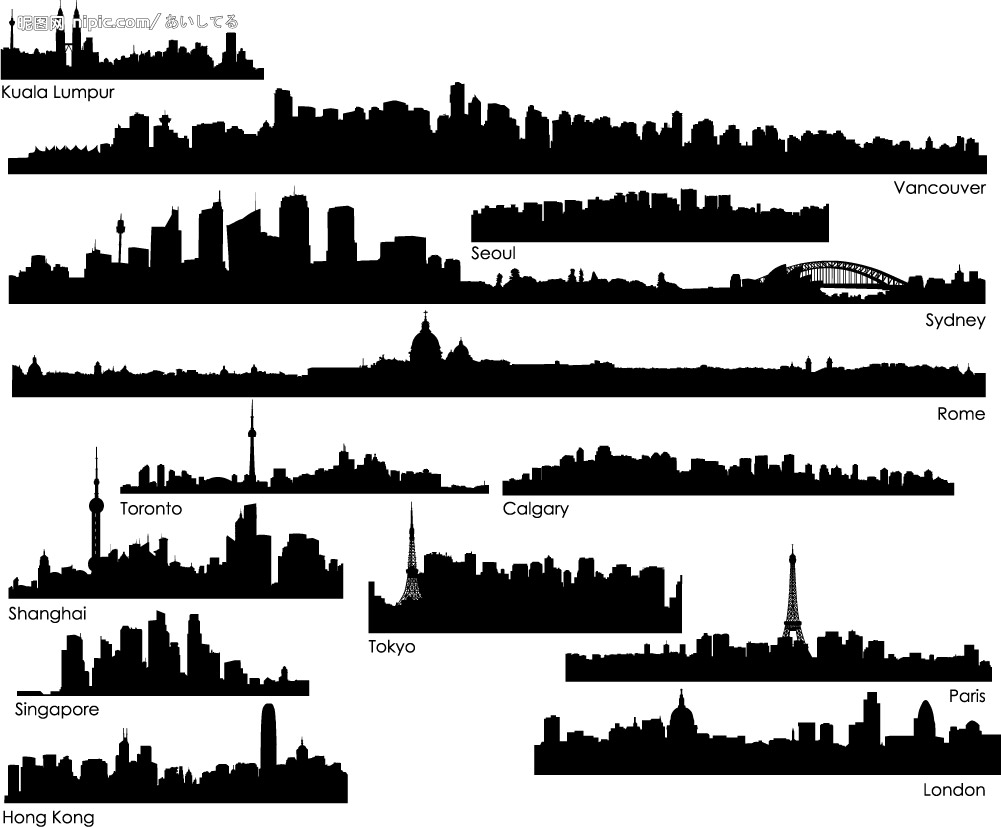 昵图网 nipic.com/ あいしてる
Kuala Lumpur
Vancouver
Seoul
Sydney
Rome
Toronto
Calgary
Shanghai
Tokyo
Paris
Singapore
London
Hong Kong